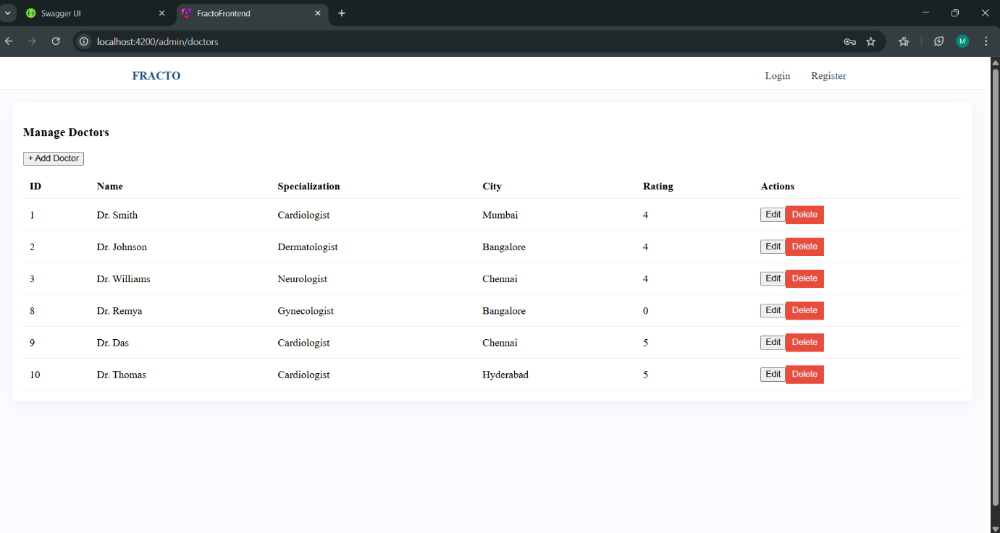 Swagger UI
FractoFrontend
localhost:4200/admin/doctors
M
FRACTO Login Register
Manage Doctors
+ Add Doctor
ID Name Specialization City Rating Actions
1 Dr. Smith Cardiologist Mumbai 4 Edit Delete
2 Dr. Johnson Dermatologist Bangalore 4 Edit Delete
3 Dr. Williams Neurologist Chennai 4 Edit Delete
8 Dr. Remya Gynecologist Bangalore 0 Edit Delete
9 Dr. Das Cardiologist Chennai 5 Edit Delete
10 Dr. Thomas Cardiologist Hyderabad 5 Edit Delete